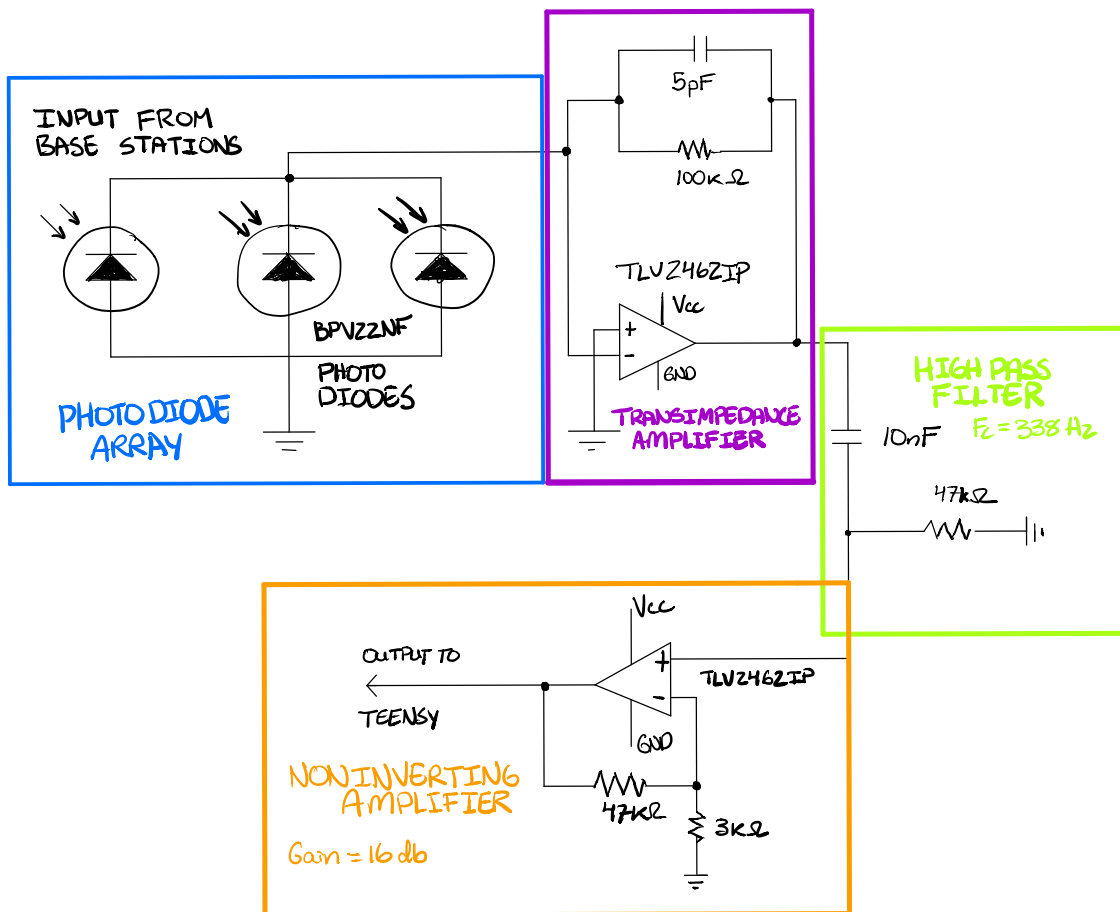 INPUT FROM
BASE STATIONS
BPV22NF
PHOTO
DIODES
PHOTO DIODE
ARRAY
5pF
100KΩ
TLV2462IP
Vcc
+
-
GND
TRANSIMPEDANCE
AMPLIFIER
HIGH PASS
FILTER
Fc = 338 Hz
10nF
47KΩ
Vcc
OUTPUT TO
TEENSY
+
-
TLV2462IP
GND
NONINVERTING
AMPLIFIER
47KΩ
3KΩ
Gain = 16 db